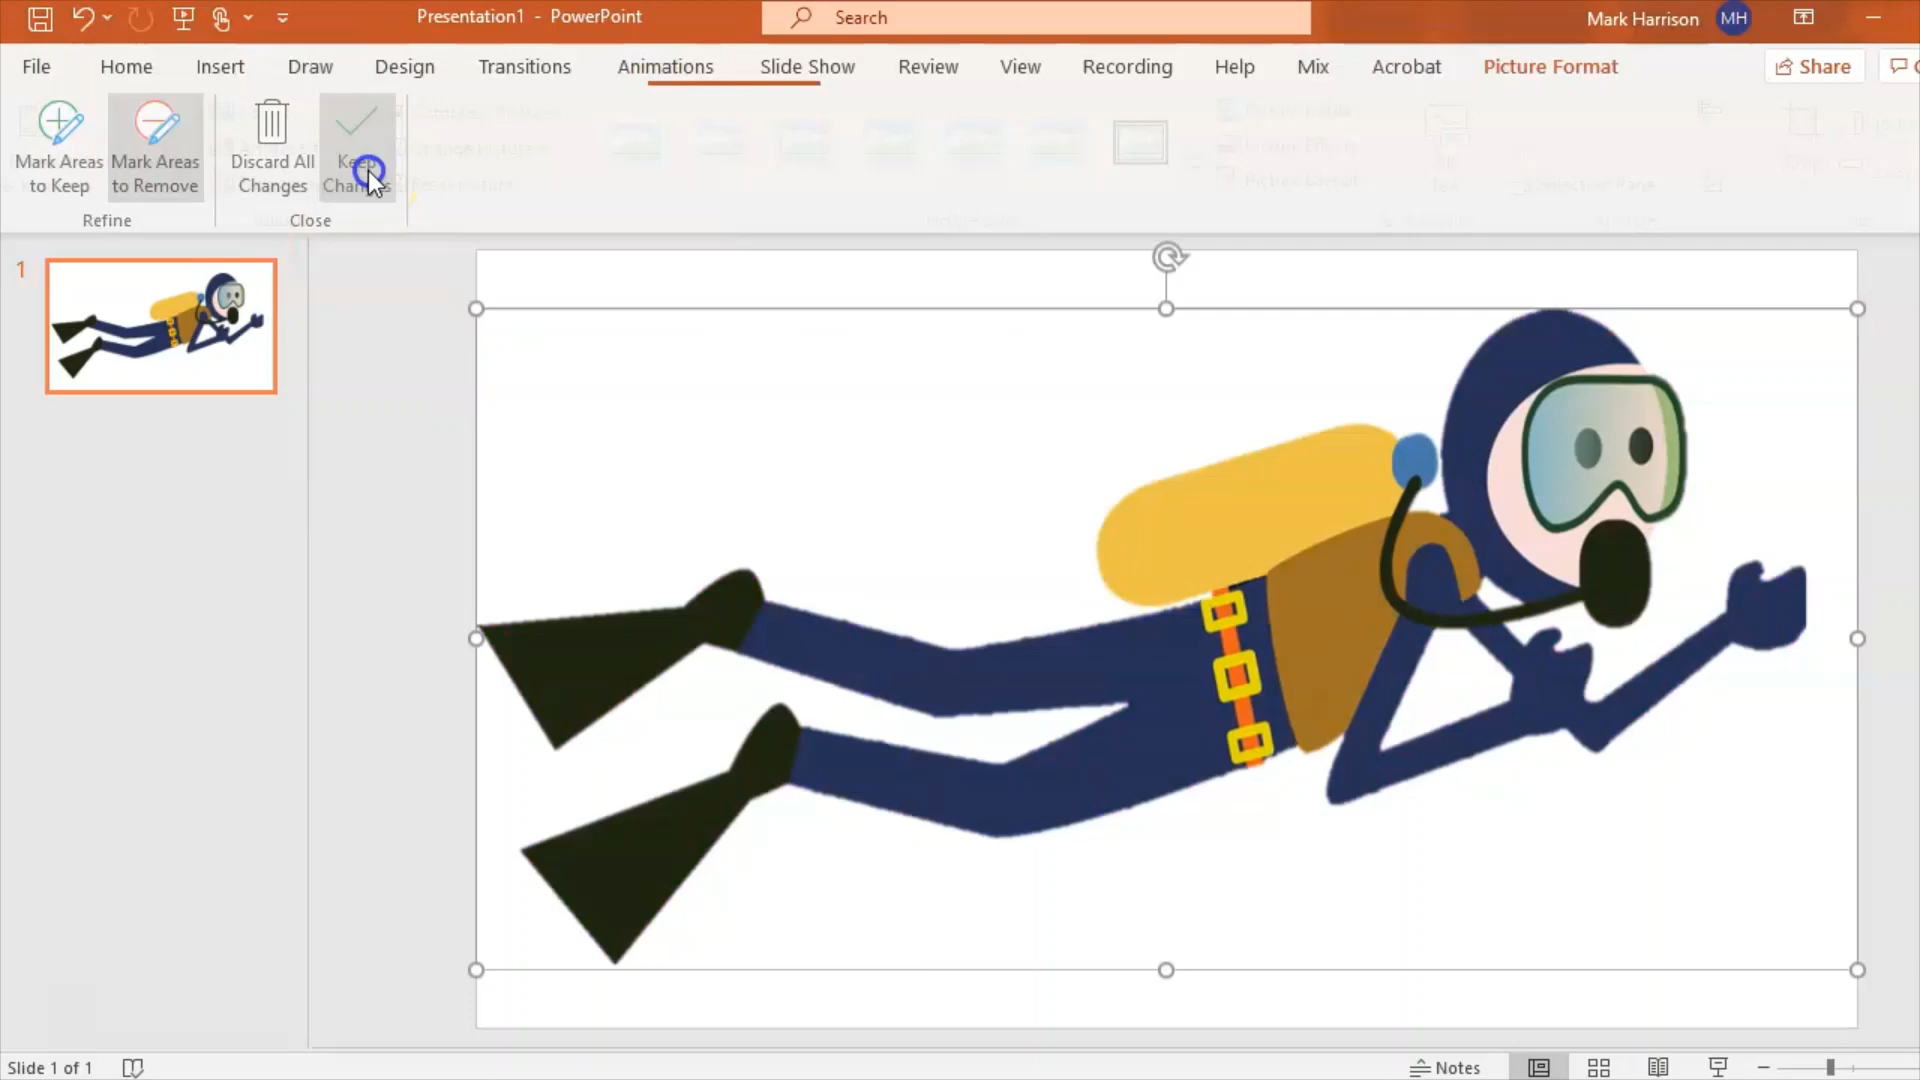 Presentation1 - PowerPoint
Search
Mark Harrison
MH
File Home Insert Draw Design Transitions Animations Slide Show Review View Recording Help Mix Acrobat Picture Format
Share
Mark Areas to Keep
Mark Areas to Remove
Discard All Changes
Keep Changes
Refine
Close
1
Slide 1 of 1
Notes